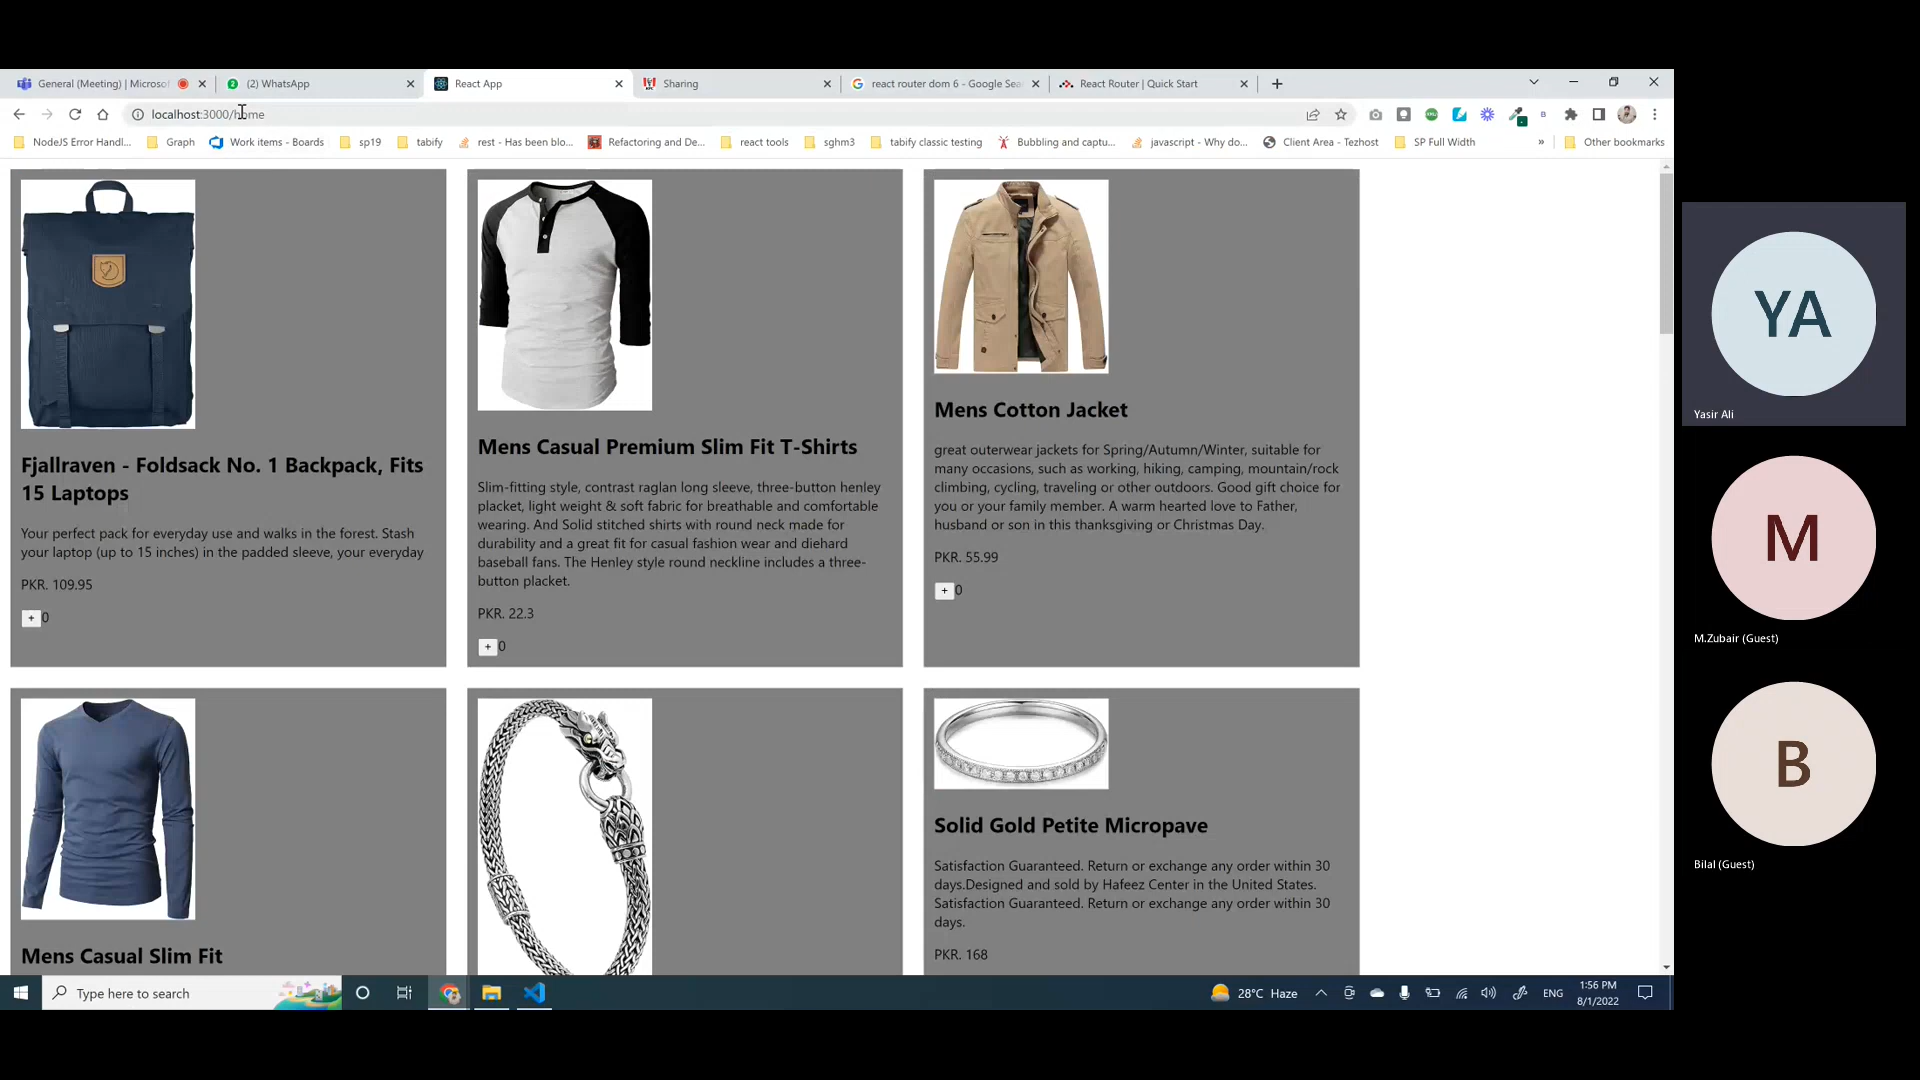 General (Meeting) | Microso
(2) WhatsApp
React App
Sharing
react router dom 6 - Google Sea
React Router | Quick Start
localhost:3000/home
NodeJS Error Handl...
Graph
Work items - Boards
sp19
tabify
rest - Has been blo...
Refactoring and De...
react tools
sghm3
tabify classic testing
Bubbling and captu...
javascript - Why do...
Client Area - Tezhost
SP Full Width
»
Other bookmarks
Fjallraven - Foldsack No. 1 Backpack, Fits
15 Laptops
Your perfect pack for everyday use and walks in the forest. Stash
your laptop (up to 15 inches) in the padded sleeve, your everyday
PKR. 109.95
+ 0
Mens Casual Premium Slim Fit T-Shirts
Slim-fitting style, contrast raglan long sleeve, three-button henley
placket, light weight & soft fabric for breathable and comfortable
wearing. And Solid stitched shirts with round neck made for
durability and a great fit for casual fashion wear and diehard
baseball fans. The Henley style round neckline includes a three-
button placket.
PKR. 22.3
+ 0
Mens Cotton Jacket
great outerwear jackets for Spring/Autumn/Winter, suitable for
many occasions, such as working, hiking, camping, mountain/rock
climbing, cycling, traveling or other outdoors. Good gift choice for
you or your family member. A warm hearted love to Father,
husband or son in this thanksgiving or Christmas Day.
PKR. 55.99
+ 0
Mens Casual Slim Fit
Solid Gold Petite Micropave
Satisfaction Guaranteed. Return or exchange any order within 30
days.Designed and sold by Hafeez Center in the United States.
Satisfaction Guaranteed. Return or exchange any order within 30
days.
PKR. 168
YA
Yasir Ali
M
M.Zubair (Guest)
B
Bilal (Guest)
Type here to search
28°C Haze
ENG
1:56 PM
8/1/2022